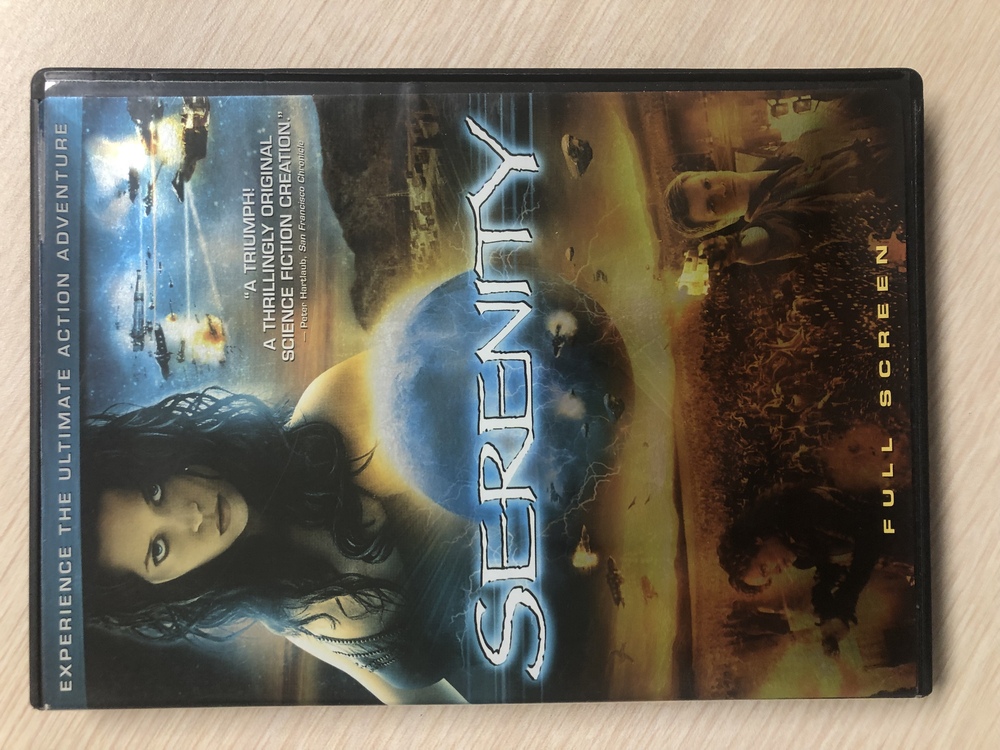 EXPERIENCE THE ULTIMATE ACTION ADVENTURE
“A TRIUMPH!
A THRILLINGLY ORIGINAL
SCIENCE FICTION CREATION.”
— Peter Hartlaub, San Francisco Chronicle
SERENITY
FULL SCREEN